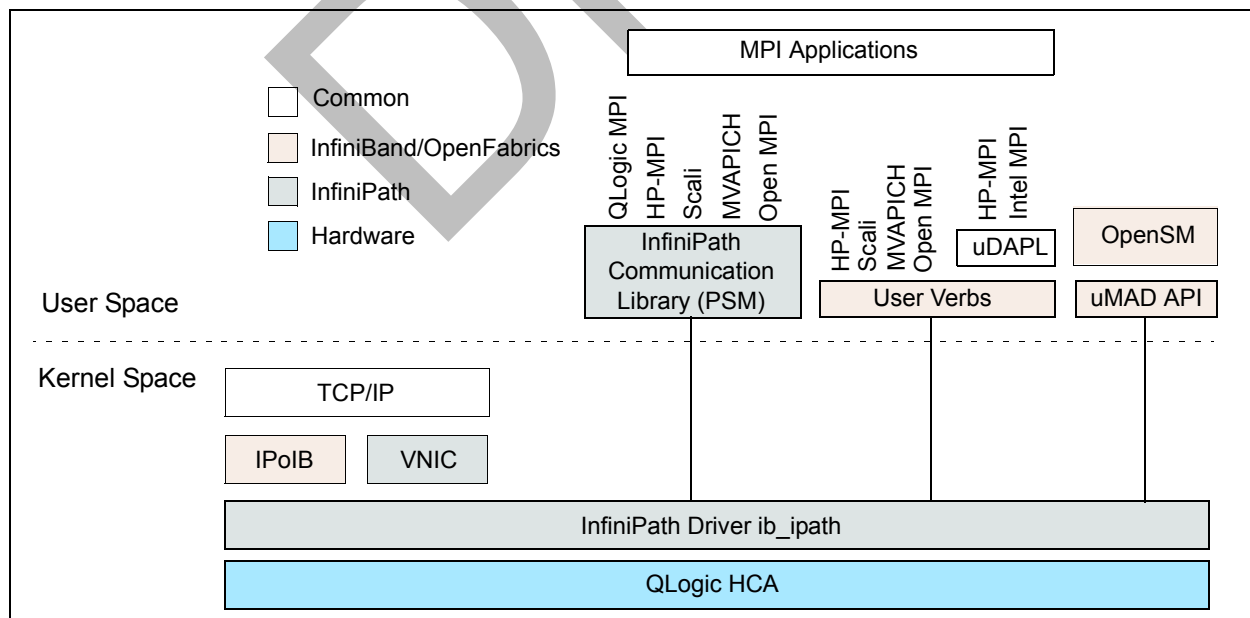 MPI Applications
Common
InfiniBand/OpenFabrics
InfiniPath
Hardware
QLogic MPI
HP-MPI
Scali
MVAPICH
Open MPI
HP-MPI
Scali
MVAPICH
Open MPI
HP-MPI
Intel MPI
InfiniPath
Communication
Library (PSM)
uDAPL
OpenSM
User Verbs
uMAD API
User Space
Kernel Space
TCP/IP
IPoIB
VNIC
InfiniPath Driver ib_ipath
QLogic HCA